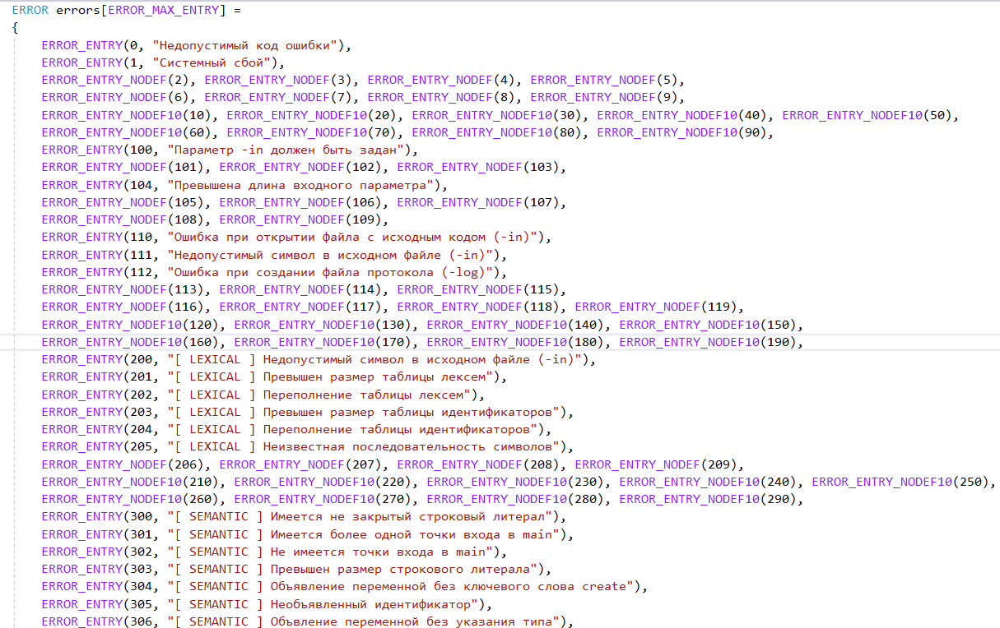 ERROR errors[ERROR_MAX_ENTRY] =
{
ERROR_ENTRY(0, "Недопустимый код ошибки"),
ERROR_ENTRY(1, "Системный сбой"),
ERROR_ENTRY_NODEF(2), ERROR_ENTRY_NODEF(3), ERROR_ENTRY_NODEF(4), ERROR_ENTRY_NODEF(5),
ERROR_ENTRY_NODEF(6), ERROR_ENTRY_NODEF(7), ERROR_ENTRY_NODEF(8), ERROR_ENTRY_NODEF(9),
ERROR_ENTRY_NODEF10(10), ERROR_ENTRY_NODEF10(20), ERROR_ENTRY_NODEF10(30), ERROR_ENTRY_NODEF10(40), ERROR_ENTRY_NODEF10(50),
ERROR_ENTRY_NODEF10(60), ERROR_ENTRY_NODEF10(70), ERROR_ENTRY_NODEF10(80), ERROR_ENTRY_NODEF10(90),
ERROR_ENTRY(100, "Параметр -in должен быть задан"),
ERROR_ENTRY_NODEF(101), ERROR_ENTRY_NODEF(102), ERROR_ENTRY_NODEF(103),
ERROR_ENTRY(104, "Превышена длина входного параметра"),
ERROR_ENTRY_NODEF(105), ERROR_ENTRY_NODEF(106), ERROR_ENTRY_NODEF(107),
ERROR_ENTRY_NODEF(108), ERROR_ENTRY_NODEF(109),
ERROR_ENTRY(110, "Ошибка при открытии файла с исходным кодом (-in)"),
ERROR_ENTRY(111, "Недопустимый символ в исходном файле (-in)"),
ERROR_ENTRY(112, "Ошибка при создании файла протокола (-log)"),
ERROR_ENTRY_NODEF(113), ERROR_ENTRY_NODEF(114), ERROR_ENTRY_NODEF(115),
ERROR_ENTRY_NODEF(116), ERROR_ENTRY_NODEF(117), ERROR_ENTRY_NODEF(118), ERROR_ENTRY_NODEF(119),
ERROR_ENTRY_NODEF10(120), ERROR_ENTRY_NODEF10(130), ERROR_ENTRY_NODEF10(140), ERROR_ENTRY_NODEF10(150),
ERROR_ENTRY_NODEF10(160), ERROR_ENTRY_NODEF10(170), ERROR_ENTRY_NODEF10(180), ERROR_ENTRY_NODEF10(190),
ERROR_ENTRY(200, "[ LEXICAL ] Недопустимый символ в исходном файле (-in)"),
ERROR_ENTRY(201, "[ LEXICAL ] Превышен размер таблицы лексем"),
ERROR_ENTRY(202, "[ LEXICAL ] Переполнение таблицы лексем"),
ERROR_ENTRY(203, "[ LEXICAL ] Превышен размер таблицы идентификаторов"),
ERROR_ENTRY(204, "[ LEXICAL ] Переполнение таблицы идентификаторов"),
ERROR_ENTRY(205, "[ LEXICAL ] Неизвестная последовательность символов"),
ERROR_ENTRY_NODEF(206), ERROR_ENTRY_NODEF(207), ERROR_ENTRY_NODEF(208), ERROR_ENTRY_NODEF(209),
ERROR_ENTRY_NODEF10(210), ERROR_ENTRY_NODEF10(220), ERROR_ENTRY_NODEF10(230), ERROR_ENTRY_NODEF10(240), ERROR_ENTRY_NODEF10(250),
ERROR_ENTRY_NODEF10(260), ERROR_ENTRY_NODEF10(270), ERROR_ENTRY_NODEF10(280), ERROR_ENTRY_NODEF10(290),
ERROR_ENTRY(300, "[ SEMANTIC ] Имеется не закрытый строковый литерал"),
ERROR_ENTRY(301, "[ SEMANTIC ] Имеется более одной точки входа в main"),
ERROR_ENTRY(302, "[ SEMANTIC ] Не имеется точки входа в main"),
ERROR_ENTRY(303, "[ SEMANTIC ] Превышен размер строкового литерала"),
ERROR_ENTRY(304, "[ SEMANTIC ] Объявление переменной без ключевого слова create"),
ERROR_ENTRY(305, "[ SEMANTIC ] Необъявленный идентификатор"),
ERROR_ENTRY(306, "[ SEMANTIC ] Объвление переменной без указания типа"),